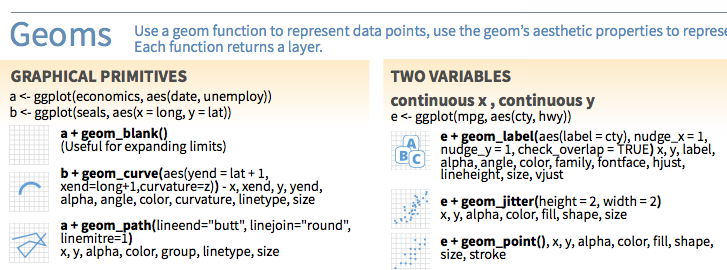 Geoms
Use a geom function to represent data points, use the geom's aesthetic properties to represe
Each function returns a layer.
GRAPHICAL PRIMITIVES
a <- ggplot(economics, aes(date, unemploy))
b <- ggplot(seals, aes(x = long, y = lat))
a + geom_blank()
(Useful for expanding limits)
b + geom_curve(aes(yend = lat + 1,
xend=long+1,curvature=z)) - x, xend, y, yend,
alpha, angle, color, curvature, linetype, size
a + geom_path(lineend="butt", linejoin="round",
linemitre=1)
x, y, alpha, color, group, linetype, size
TWO VARIABLES
continuous x , continuous y
e <- ggplot(mpg, aes(cty, hwy))
A
B C
e + geom_label(aes(label = cty), nudge_x = 1,
nudge_y = 1, check_overlap = TRUE) x, y, label,
alpha, angle, color, family, fontface, hjust,
lineheight, size, vjust
e + geom_jitter(height = 2, width = 2)
x, y, alpha, color, fill, shape, size
e + geom_point(), x, y, alpha, color, fill, shape,
size, stroke